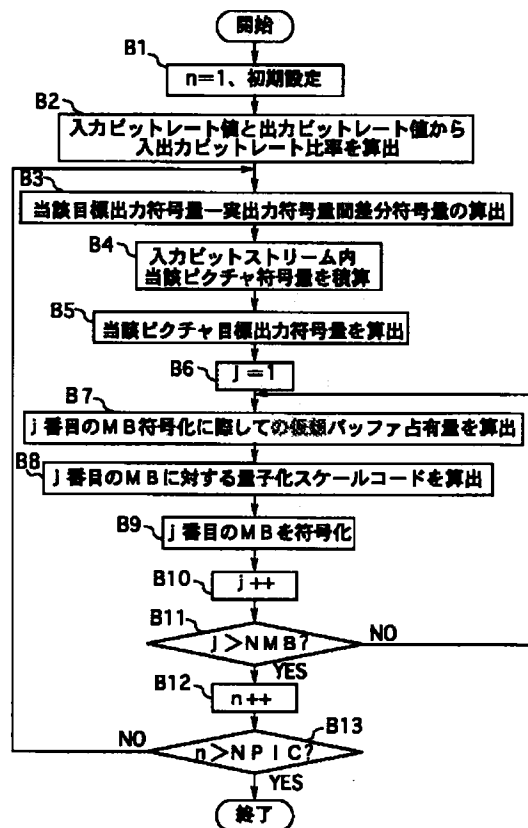 開始
B1
n=1、初期設定
B2
入力ビットレート値と出力ビットレート値から
入出力ビットレート比率を算出
B3
当該目標出力符号量ー実出力符号量間差分符号量の算出
B4
入力ビットストリーム内
当該ピクチャ符号量を積算
B5
当該ピクチャ目標出力符号量を算出
B6
j=1
B7
j番目のMB符号化に際しての仮想バッファ占有量を算出
B8
j番目のMBに対する量子化スケールコードを算出
B9
j番目のMBを符号化
B10
j++
B11
j>NMB?
NO
YES
B12
n++
B13
NO
n>NPIC?
YES
終了